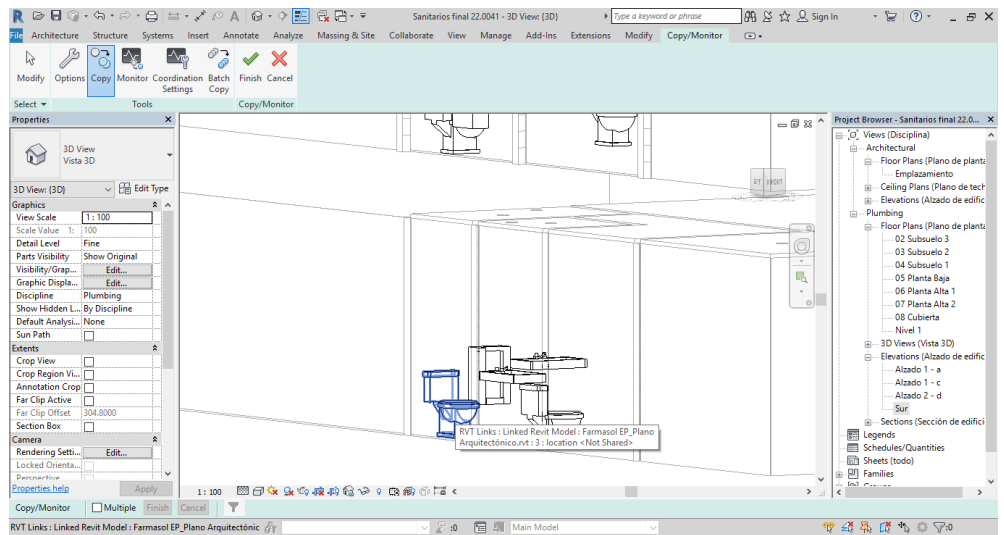 Sanitarios final 22.0041 - 3D View: {3D}
Type a keyword or phrase
Sign In
File Architecture Structure Systems Insert Annotate Analyze Massing & Site Collaborate View Manage Add-Ins Extensions Modify Copy/Monitor
Modify Options Copy Monitor Coordination Settings Batch Copy Finish Cancel
Select Tools Copy/Monitor
Properties
3D View
Vista 3D
3D View: {3D} Edit Type
Graphics
View Scale 1 : 100
Scale Value 1: 100
Detail Level Fine
Parts Visibility Show Original
Visibility/Grap... Edit...
Graphic Displa... Edit...
Discipline Plumbing
Show Hidden L... By Discipline
Default Analysi... None
Sun Path
Extents
Crop View
Crop Region Vi...
Annotation Crop
Far Clip Active
Far Clip Offset 304.8000
Section Box
Camera
Rendering Setti... Edit...
Locked Orienta...
Perspective
Properties help Apply
FRONT
RVT Links : Linked Revit Model : Farmasol EP_Plano
Arquitectónico.rvt : 3 : location <Not Shared>
1 : 100
Project Browser - Sanitarios final 22.0...
Views (Disciplina)
Architectural
Floor Plans (Plano de planta
Emplazamiento
Ceiling Plans (Plano de tech
Elevations (Alzado de edific
Plumbing
Floor Plans (Plano de planta
02 Subsuelo 3
03 Subsuelo 2
04 Subsuelo 1
05 Planta Baja
06 Planta Alta 1
07 Planta Alta 2
08 Cubierta
Nivel 1
3D Views (Vista 3D)
Elevations (Alzado de edific
Alzado 1 - a
Alzado 1 - c
Alzado 2 - d
Sur
Sections (Sección de edifici
Legends
Schedules/Quantities
Sheets (todo)
Families
Copy/Monitor Multiple Finish Cancel
RVT Links : Linked Revit Model : Farmasol EP_Plano Arquitectónic :0 Main Model :0